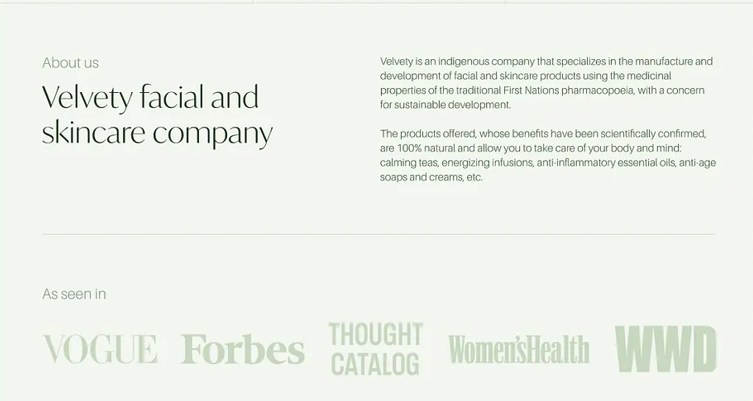 About us
Velvety facial and
skincare company
Velvety is an indigenous company that specializes in the manufacture and
development of facial and skincare products using the medicinal
properties of the traditional First Nations pharmacopoeia, with a concern
for sustainable development.
The products offered, whose benefits have been scientifically confirmed,
are 100% natural and allow you to take care of your body and mind:
calming teas, energizing infusions, anti-inflammatory essential oils, anti-age
soaps and creams, etc.
As seen in
VOGUE Forbes THOUGHT CATALOG Women'sHealth WWD